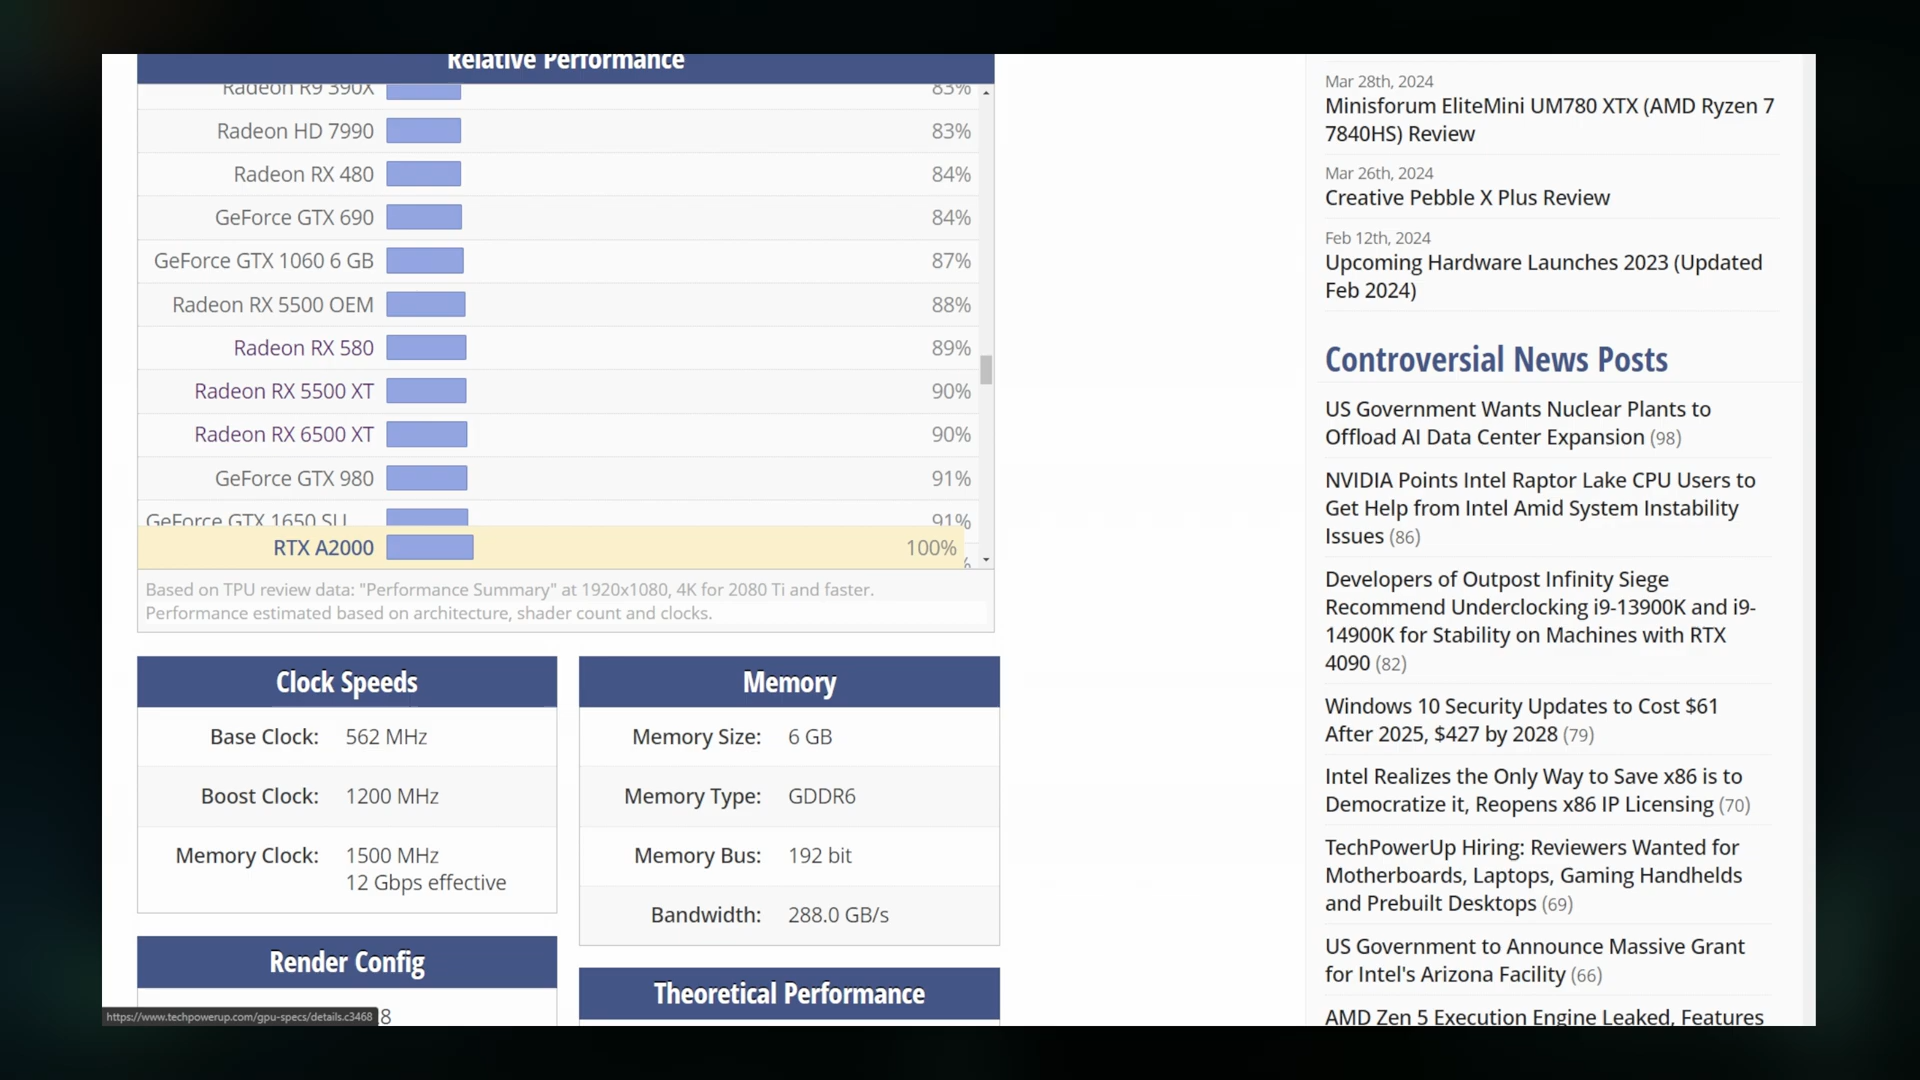 Relative Performance
Radeon R9 390X 83%
Radeon HD 7990 83%
Radeon RX 480 84%
GeForce GTX 690 84%
GeForce GTX 1060 6 GB 87%
Radeon RX 5500 OEM 88%
Radeon RX 580 89%
Radeon RX 5500 XT 90%
Radeon RX 6500 XT 90%
GeForce GTX 980 91%
GeForce GTX 1650 SU 91%
RTX A2000 100%
Based on TPU review data: "Performance Summary" at 1920x1080, 4K for 2080 Ti and faster.
Performance estimated based on architecture, shader count and clocks.
Clock Speeds
Base Clock: 562 MHz
Boost Clock: 1200 MHz
Memory Clock: 1500 MHz
12 Gbps effective
Render Config
8
https://www.techpowerup.com/gpu-specs/details.c3468
Memory
Memory Size: 6 GB
Memory Type: GDDR6
Memory Bus: 192 bit
Bandwidth: 288.0 GB/s
Theoretical Performance
Mar 28th, 2024
Minisforum EliteMini UM780 XTX (AMD Ryzen 7
7840HS) Review
Mar 26th, 2024
Creative Pebble X Plus Review
Feb 12th, 2024
Upcoming Hardware Launches 2023 (Updated
Feb 2024)
Controversial News Posts
US Government Wants Nuclear Plants to
Offload AI Data Center Expansion (98)
NVIDIA Points Intel Raptor Lake CPU Users to
Get Help from Intel Amid System Instability
Issues (86)
Developers of Outpost Infinity Siege
Recommend Underclocking i9-13900K and i9-
14900K for Stability on Machines with RTX
4090 (82)
Windows 10 Security Updates to Cost $61
After 2025, $427 by 2028 (79)
Intel Realizes the Only Way to Save x86 is to
Democratize it, Reopens x86 IP Licensing (70)
TechPowerUp Hiring: Reviewers Wanted for
Motherboards, Laptops, Gaming Handhelds
and Prebuilt Desktops (69)
US Government to Announce Massive Grant
for Intel's Arizona Facility (66)
AMD Zen 5 Execution Engine Leaked, Features